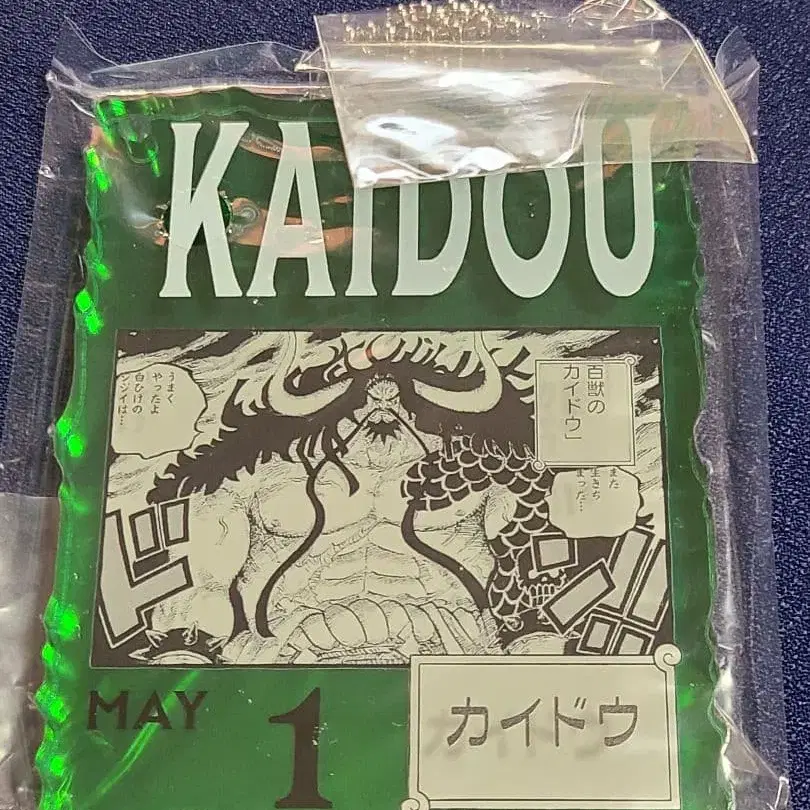 KAIDOU
百獣の
カイドウ」
うまく
やったよ
白ひげの
ジジイは…
また
生きち
まった…
ド
MAY
1
カイドウ